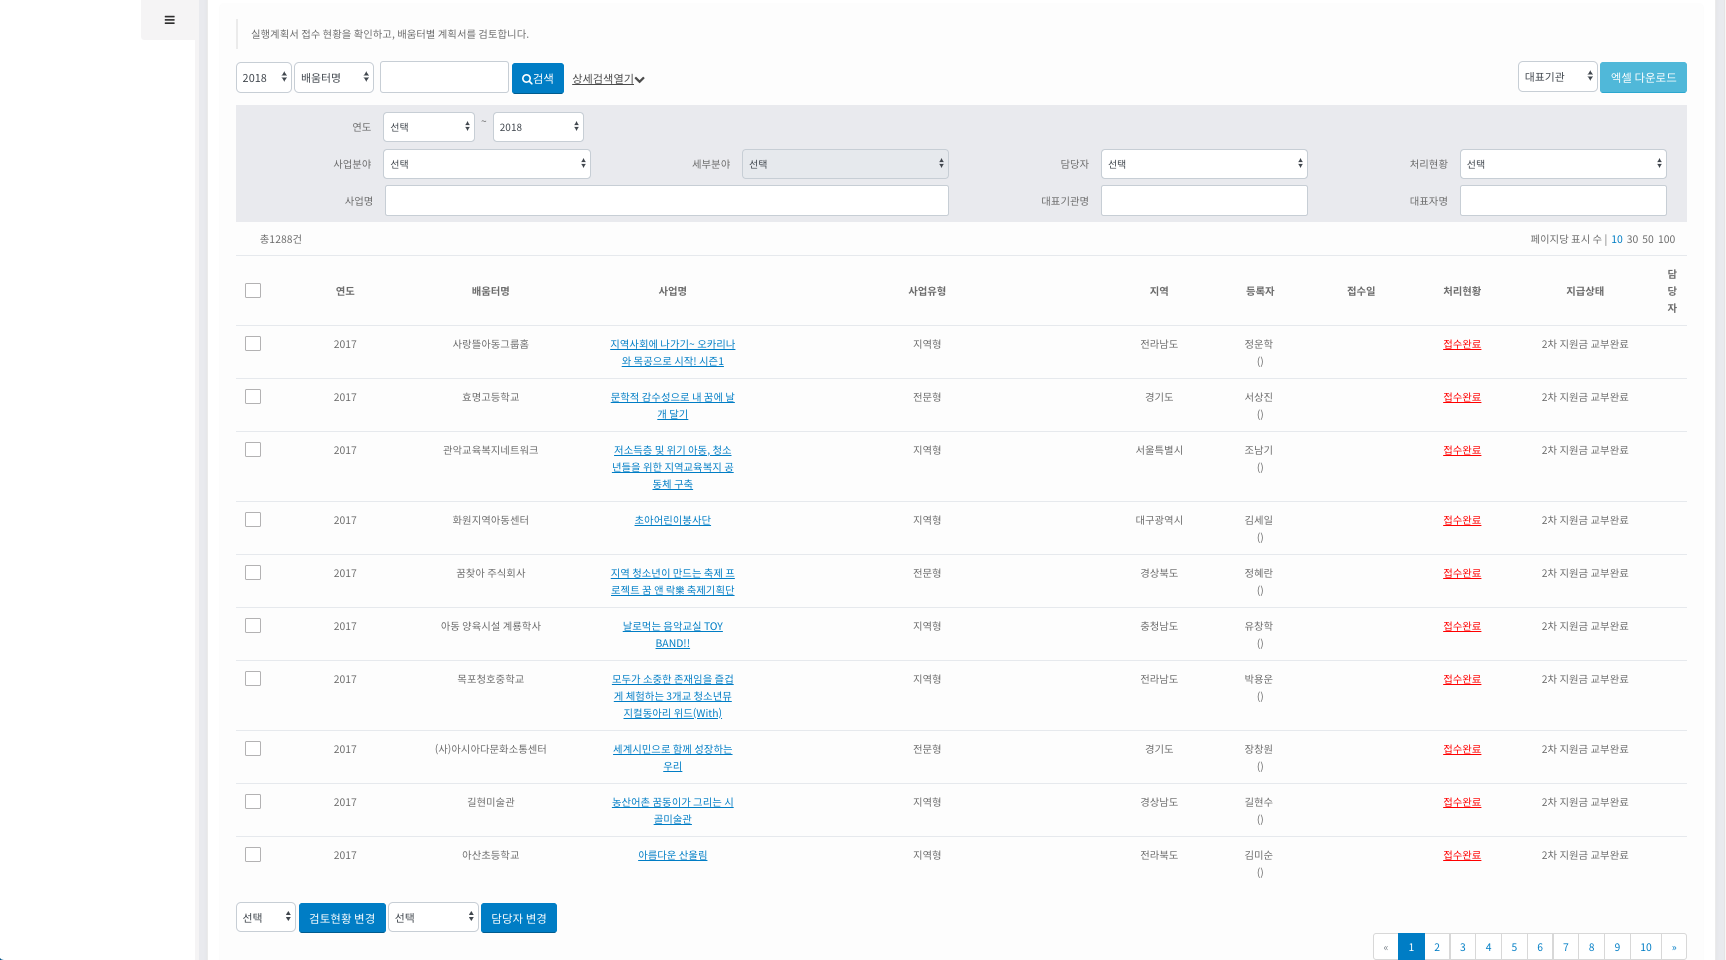 실행계획서 접수 현황을 확인하고, 배움터별 계획서를 검토합니다.
2018 배움터명 검색 상세검색열기 대표기관 엑셀 다운로드
연도 선택 ~ 2018
사업분야 선택 세부분야 선택 담당자 선택 처리현황 선택
사업명 대표기관명 대표자명
총1288건 페이지당 표시 수 | 10 30 50 100
연도 배움터명 사업명 사업유형 지역 등록자 접수일 처리현황 지급상태 담
당
자
2017 사랑뜰아동그룹홈 지역사회에 나가기~ 오카리나 지역형 전라남도 정운학 접수완료 2차 지원금 교부완료
와 목공으로 시작! 시즌1 ()
2017 효명고등학교 문학적 감수성으로 내 꿈에 날 전문형 경기도 서상진 접수완료 2차 지원금 교부완료
개 달기 ()
2017 관악교육복지네트워크 저소득층 및 위기 아동, 청소 지역형 서울특별시 조남기 접수완료 2차 지원금 교부완료
년들을 위한 지역교육복지 공 ()
동체 구축
2017 화원지역아동센터 초아어린이봉사단 지역형 대구광역시 김세일 접수완료 2차 지원금 교부완료
()
2017 꿈찾아 주식회사 지역 청소년이 만드는 축제 프 전문형 경상북도 정혜란 접수완료 2차 지원금 교부완료
로젝트 꿈 앤 락樂 축제기획단 ()
2017 아동 양육시설 계룡학사 날로먹는 음악교실 TOY 지역형 충청남도 유창학 접수완료 2차 지원금 교부완료
BAND!! ()
2017 목포청호중학교 모두가 소중한 존재임을 즐겁 지역형 전라남도 박용운 접수완료 2차 지원금 교부완료
게 체험하는 3개교 청소년뮤 ()
지컬동아리 위드(With)
2017 (사)아시아다문화소통센터 세계시민으로 함께 성장하는 전문형 경기도 장창원 접수완료 2차 지원금 교부완료
우리 ()
2017 길현미술관 농산어촌 꿈동이가 그리는 시 지역형 경상남도 길현수 접수완료 2차 지원금 교부완료
골미술관 ()
2017 아산초등학교 아름다운 산울림 지역형 전라북도 김미순 접수완료 2차 지원금 교부완료
()
선택 검토현황 변경 선택 담당자 변경
« 1 2 3 4 5 6 7 8 9 10 »